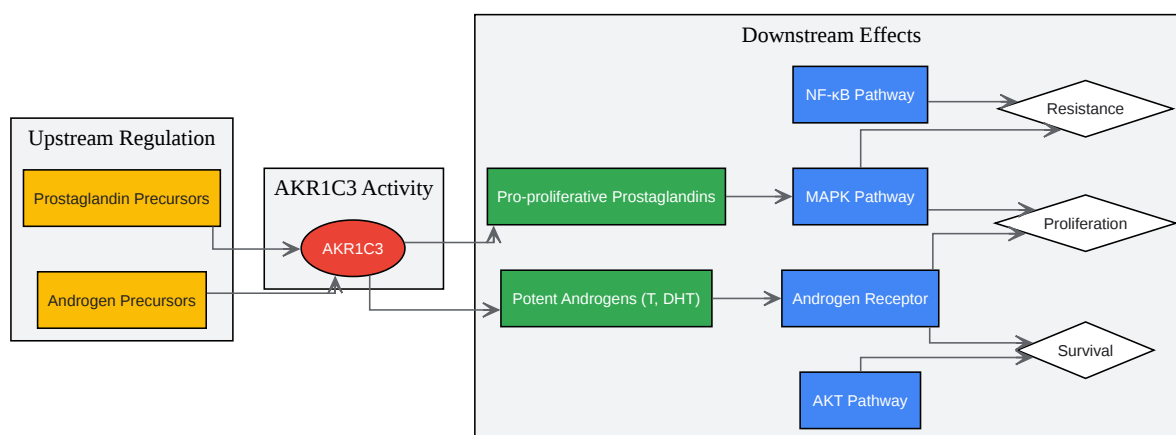 Upstream Regulation
Prostaglandin Precursors
Androgen Precursors
AKR1C3 Activity
AKR1C3
Downstream Effects
Pro-proliferative Prostaglandins
Potent Androgens (T, DHT)
NF-κB Pathway
MAPK Pathway
Androgen Receptor
AKT Pathway
Resistance
Proliferation
Survival